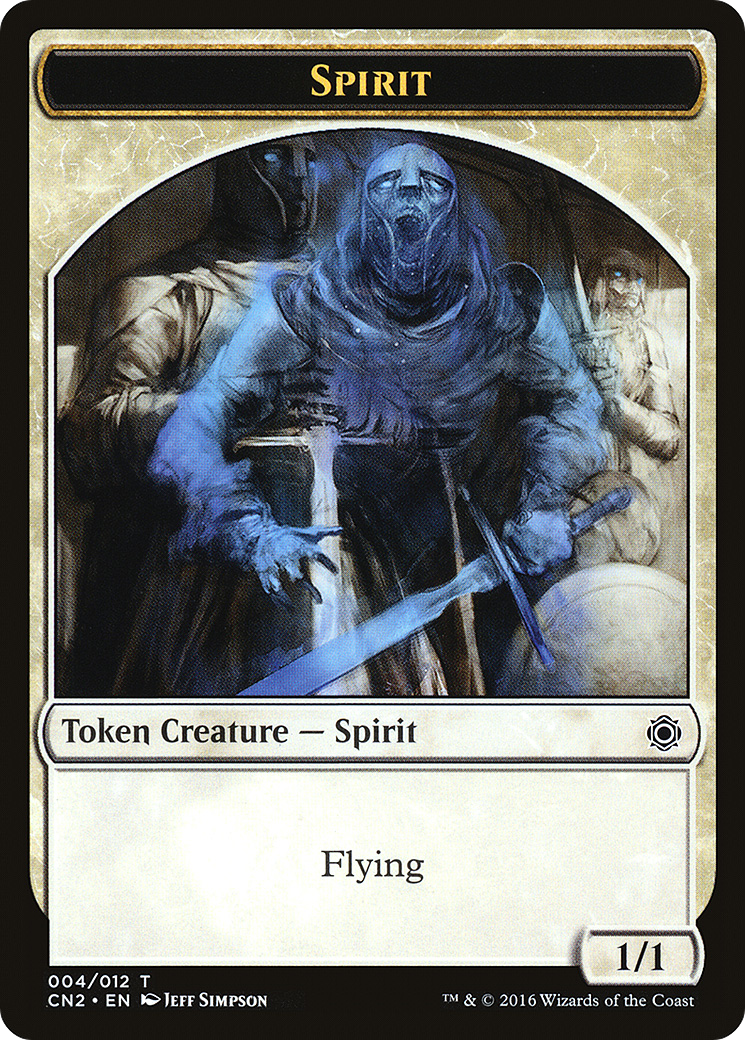 Spirit
Token Creature — Spirit
Flying
1/1
004/012 T
CN2 • EN Jeff Simpson
™ & © 2016 Wizards of the Coast